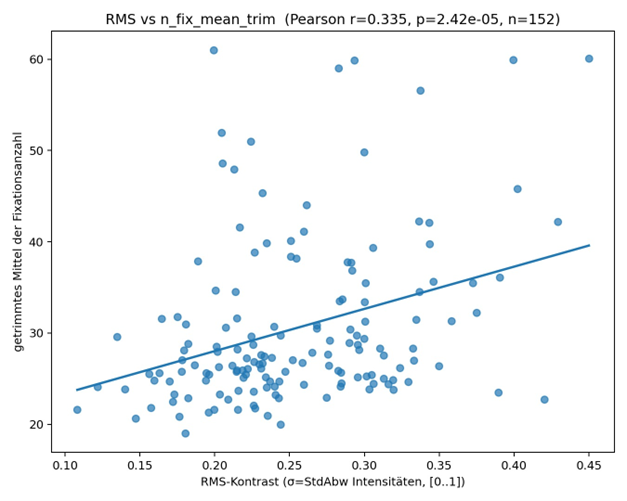 RMS vs n_fix_mean_trim (Pearson r=0.335, p=2.42e-05, n=152)
getrimmtes Mittel der Fixationsanzahl
60
50
40
30
20
0.10 0.15 0.20 0.25 0.30 0.35 0.40 0.45
RMS-Kontrast (σ=StdAbw Intensitäten, [0..1])